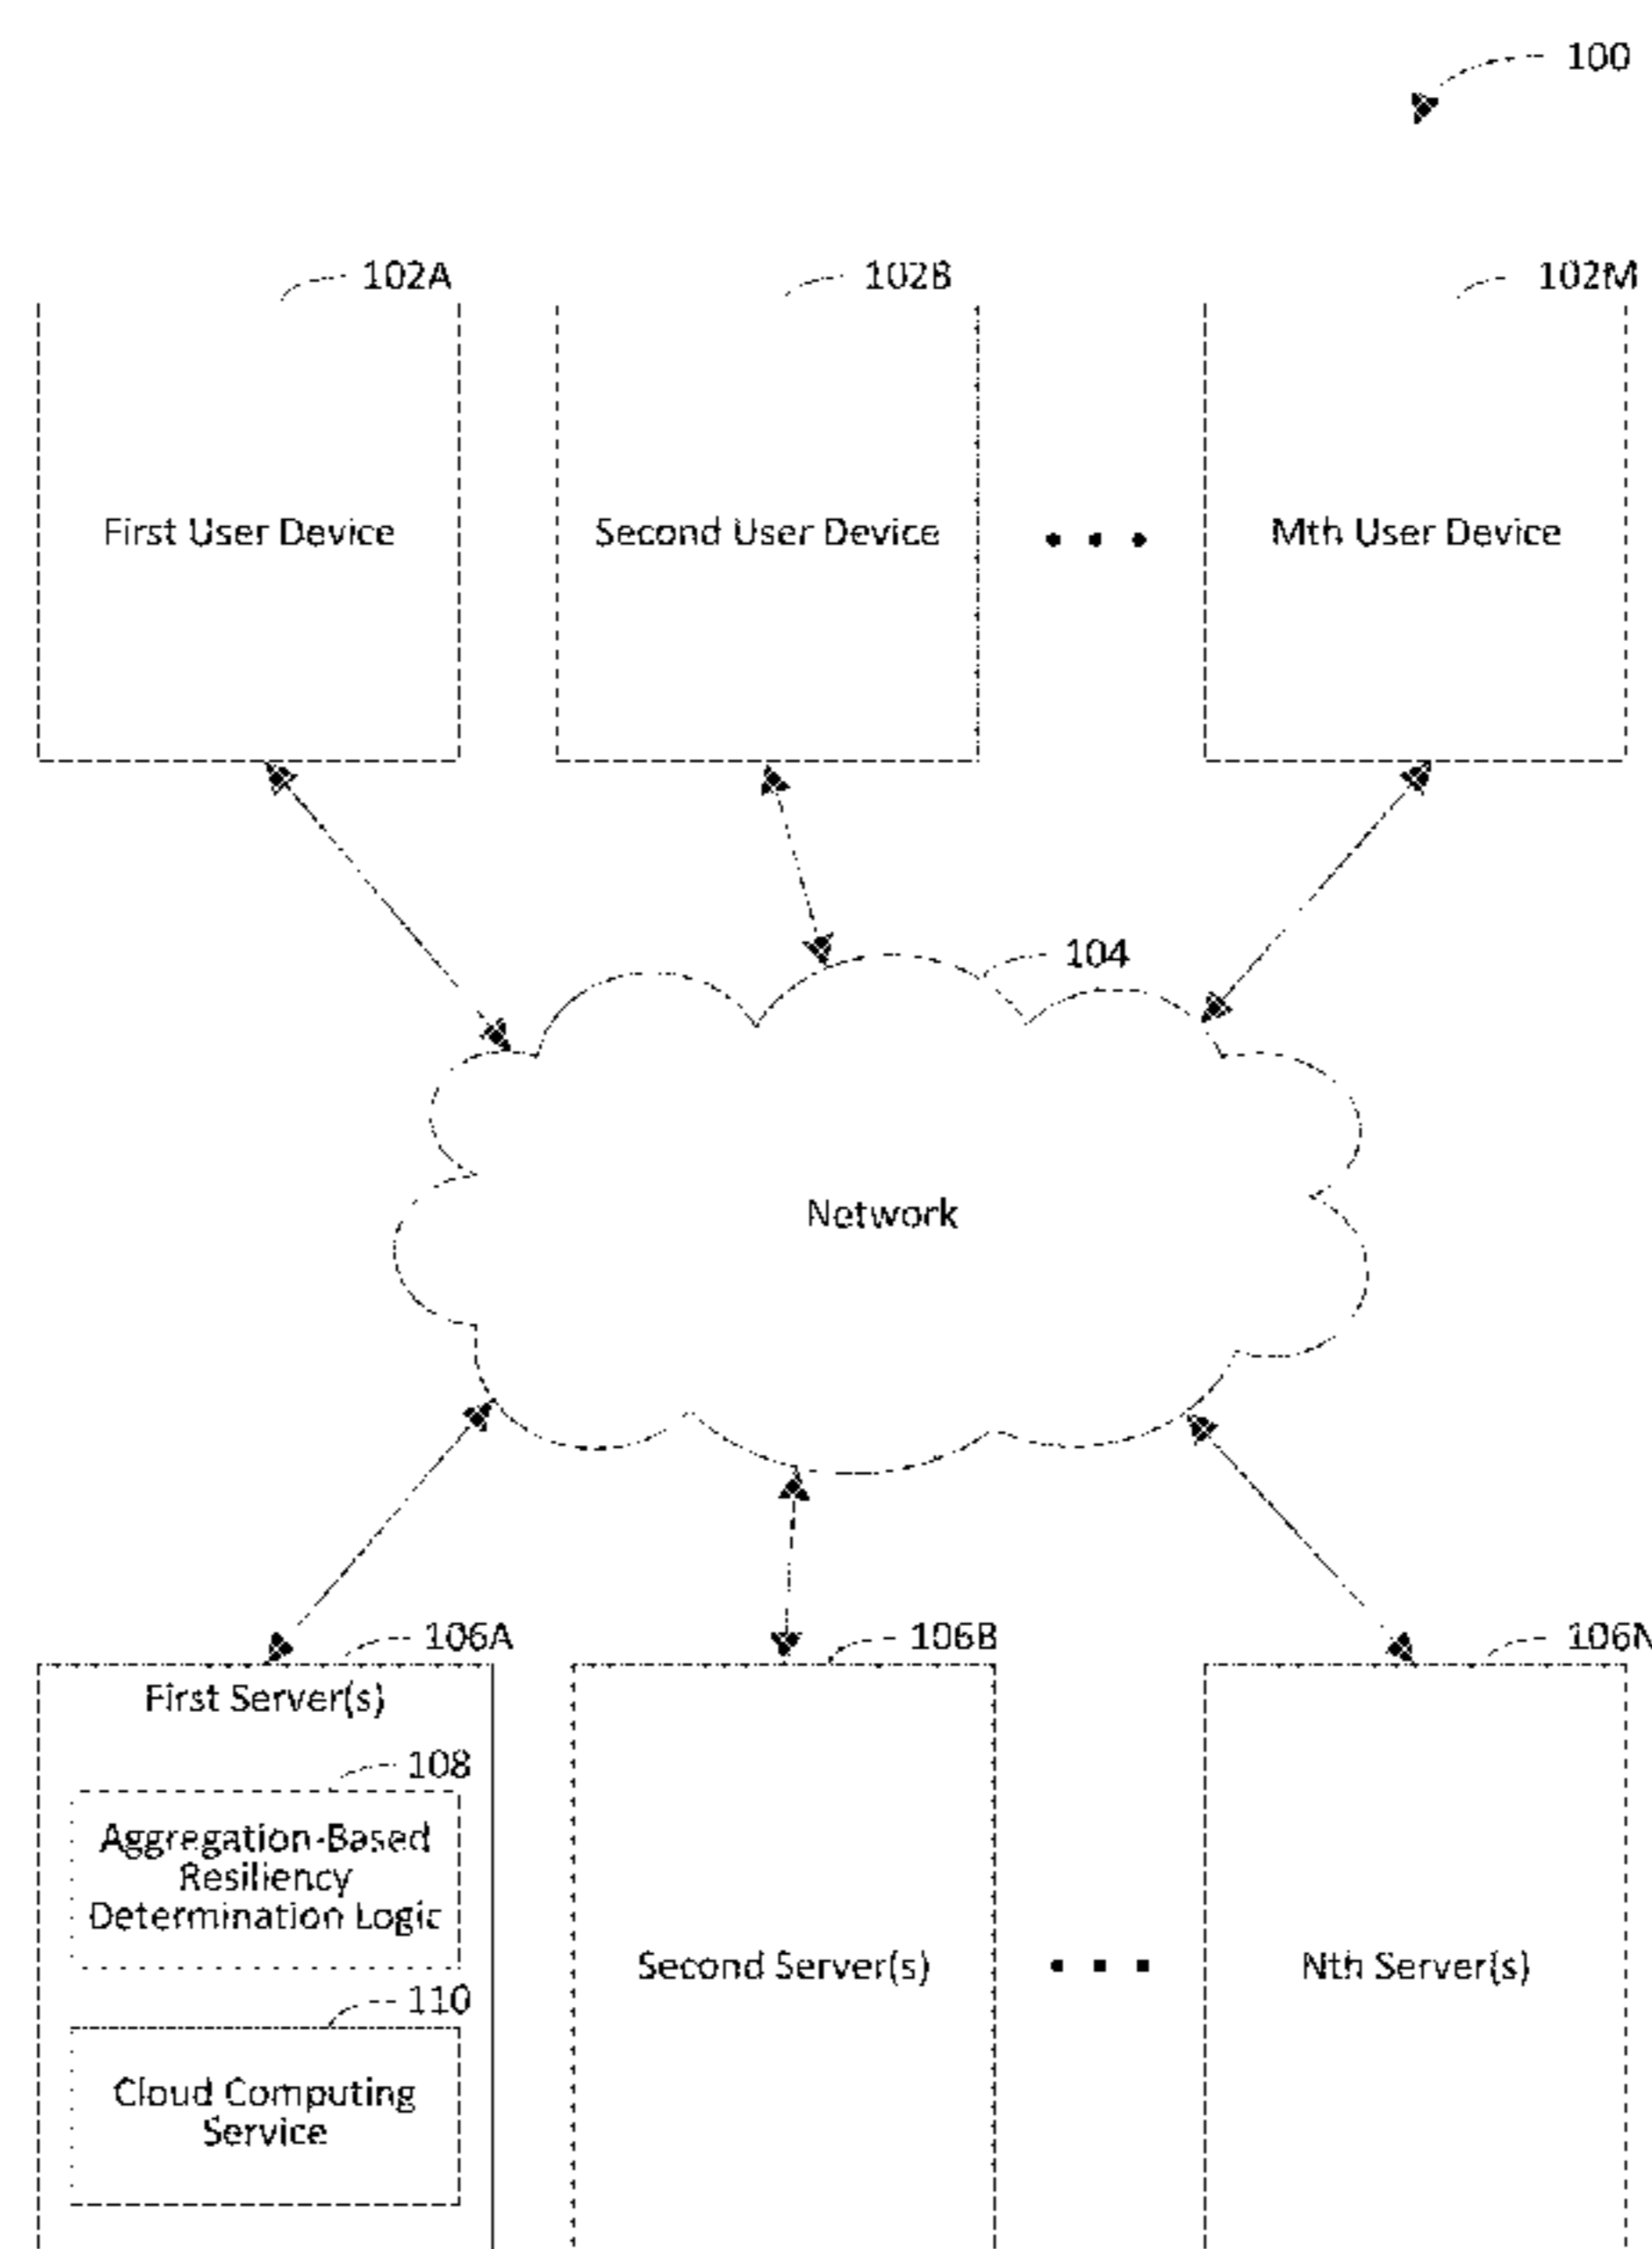 100
102A
102B
102M
First User Device
Second User Device
Mth User Device
104
Network
106A
106B
106N
First Server(s)
108
Aggregation-Based
Resiliency
Determination Logic
Second Server(s)
Nth Server(s)
110
Cloud Computing
Service